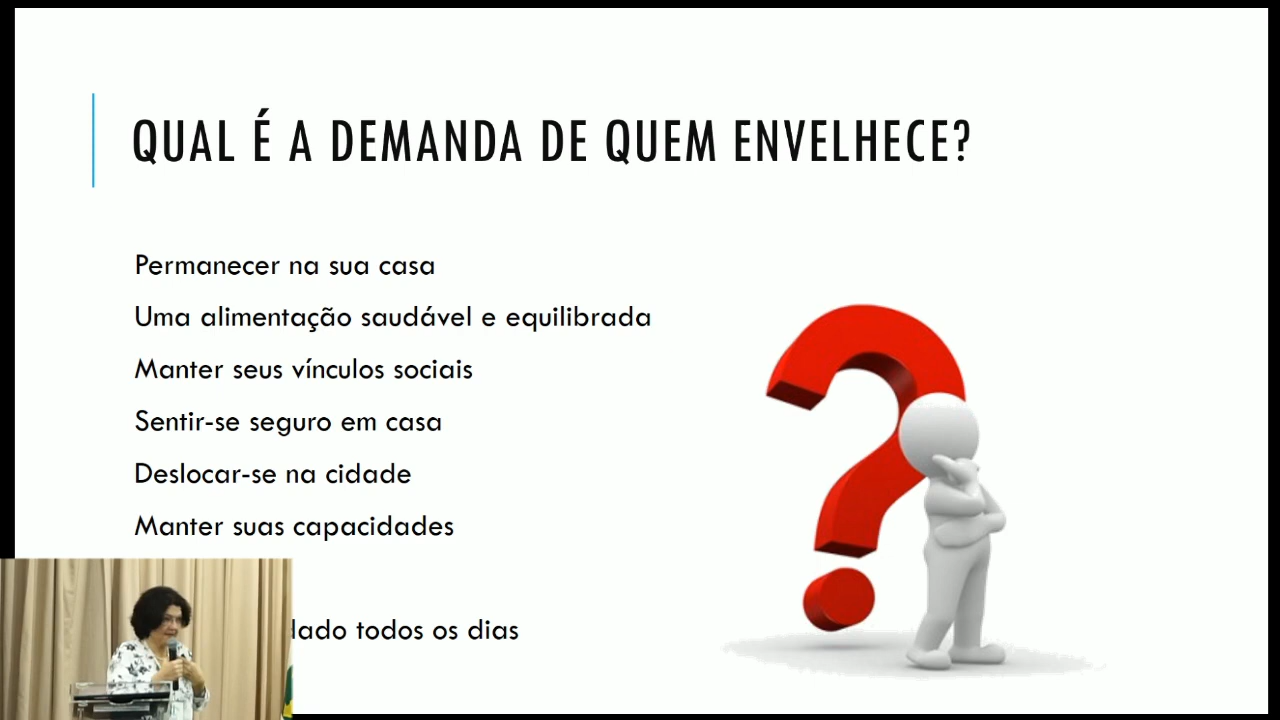 QUAL É A DEMANDA DE QUEM ENVELHECE?
Permanecer na sua casa
Uma alimentação saudável e equilibrada
Manter seus vínculos sociais
Sentir-se seguro em casa
Deslocar-se na cidade
Manter suas capacidades
todos os dias